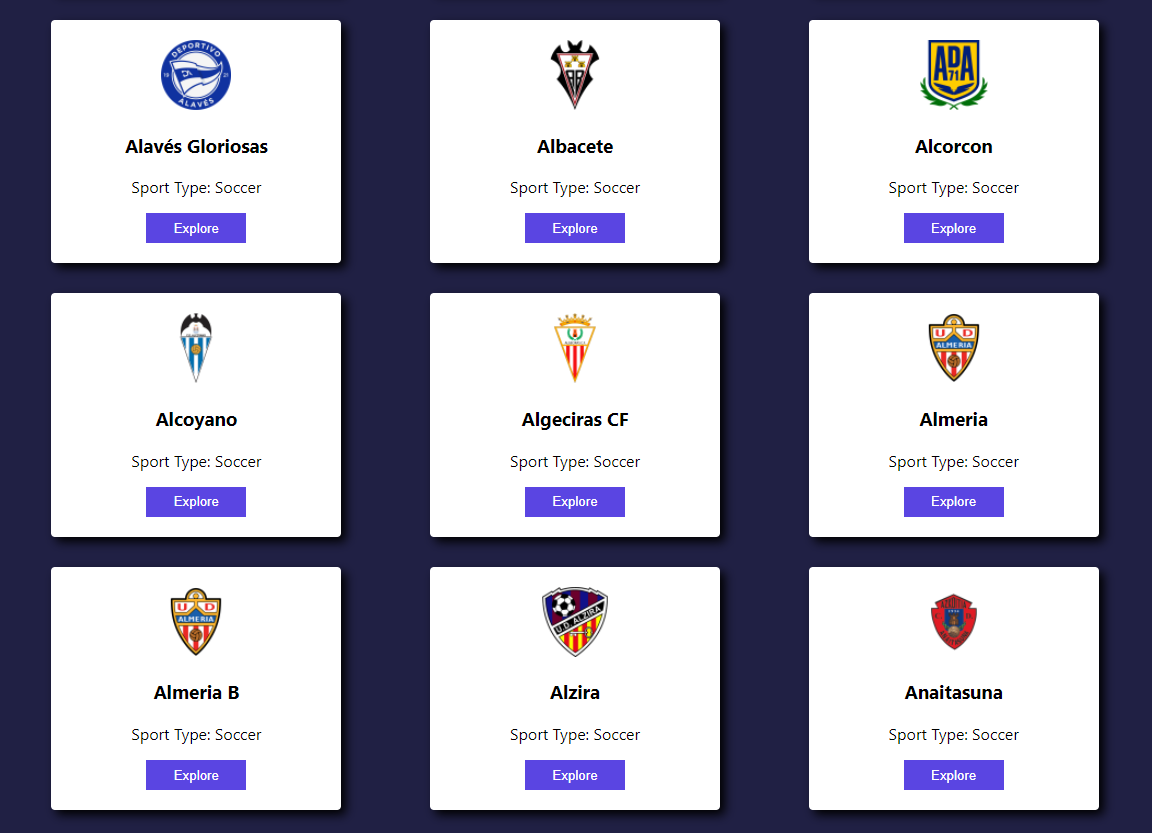 DEPORTIVO
19 21
ALAVÉS
ADA
71
Alavés Gloriosas
Albacete
Alcorcon
Sport Type: Soccer
Sport Type: Soccer
Sport Type: Soccer
Explore
Explore
Explore
U D
ALMERIA
Alcoyano
Algeciras CF
Almeria
Sport Type: Soccer
Sport Type: Soccer
Sport Type: Soccer
Explore
Explore
Explore
U D
ALMERIA
U.D. ALZIRA
Almeria B
Alzira
Anaitasuna
Sport Type: Soccer
Sport Type: Soccer
Sport Type: Soccer
Explore
Explore
Explore